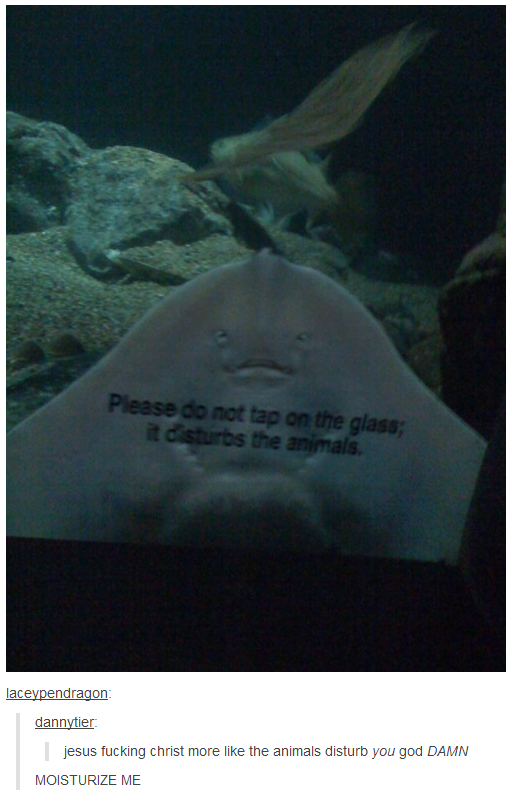 Please do not tap on the glass;
it disturbs the animals.
laceypendragon:
dannytier:
jesus fucking christ more like the animals disturb you god DAMN
MOISTURIZE ME